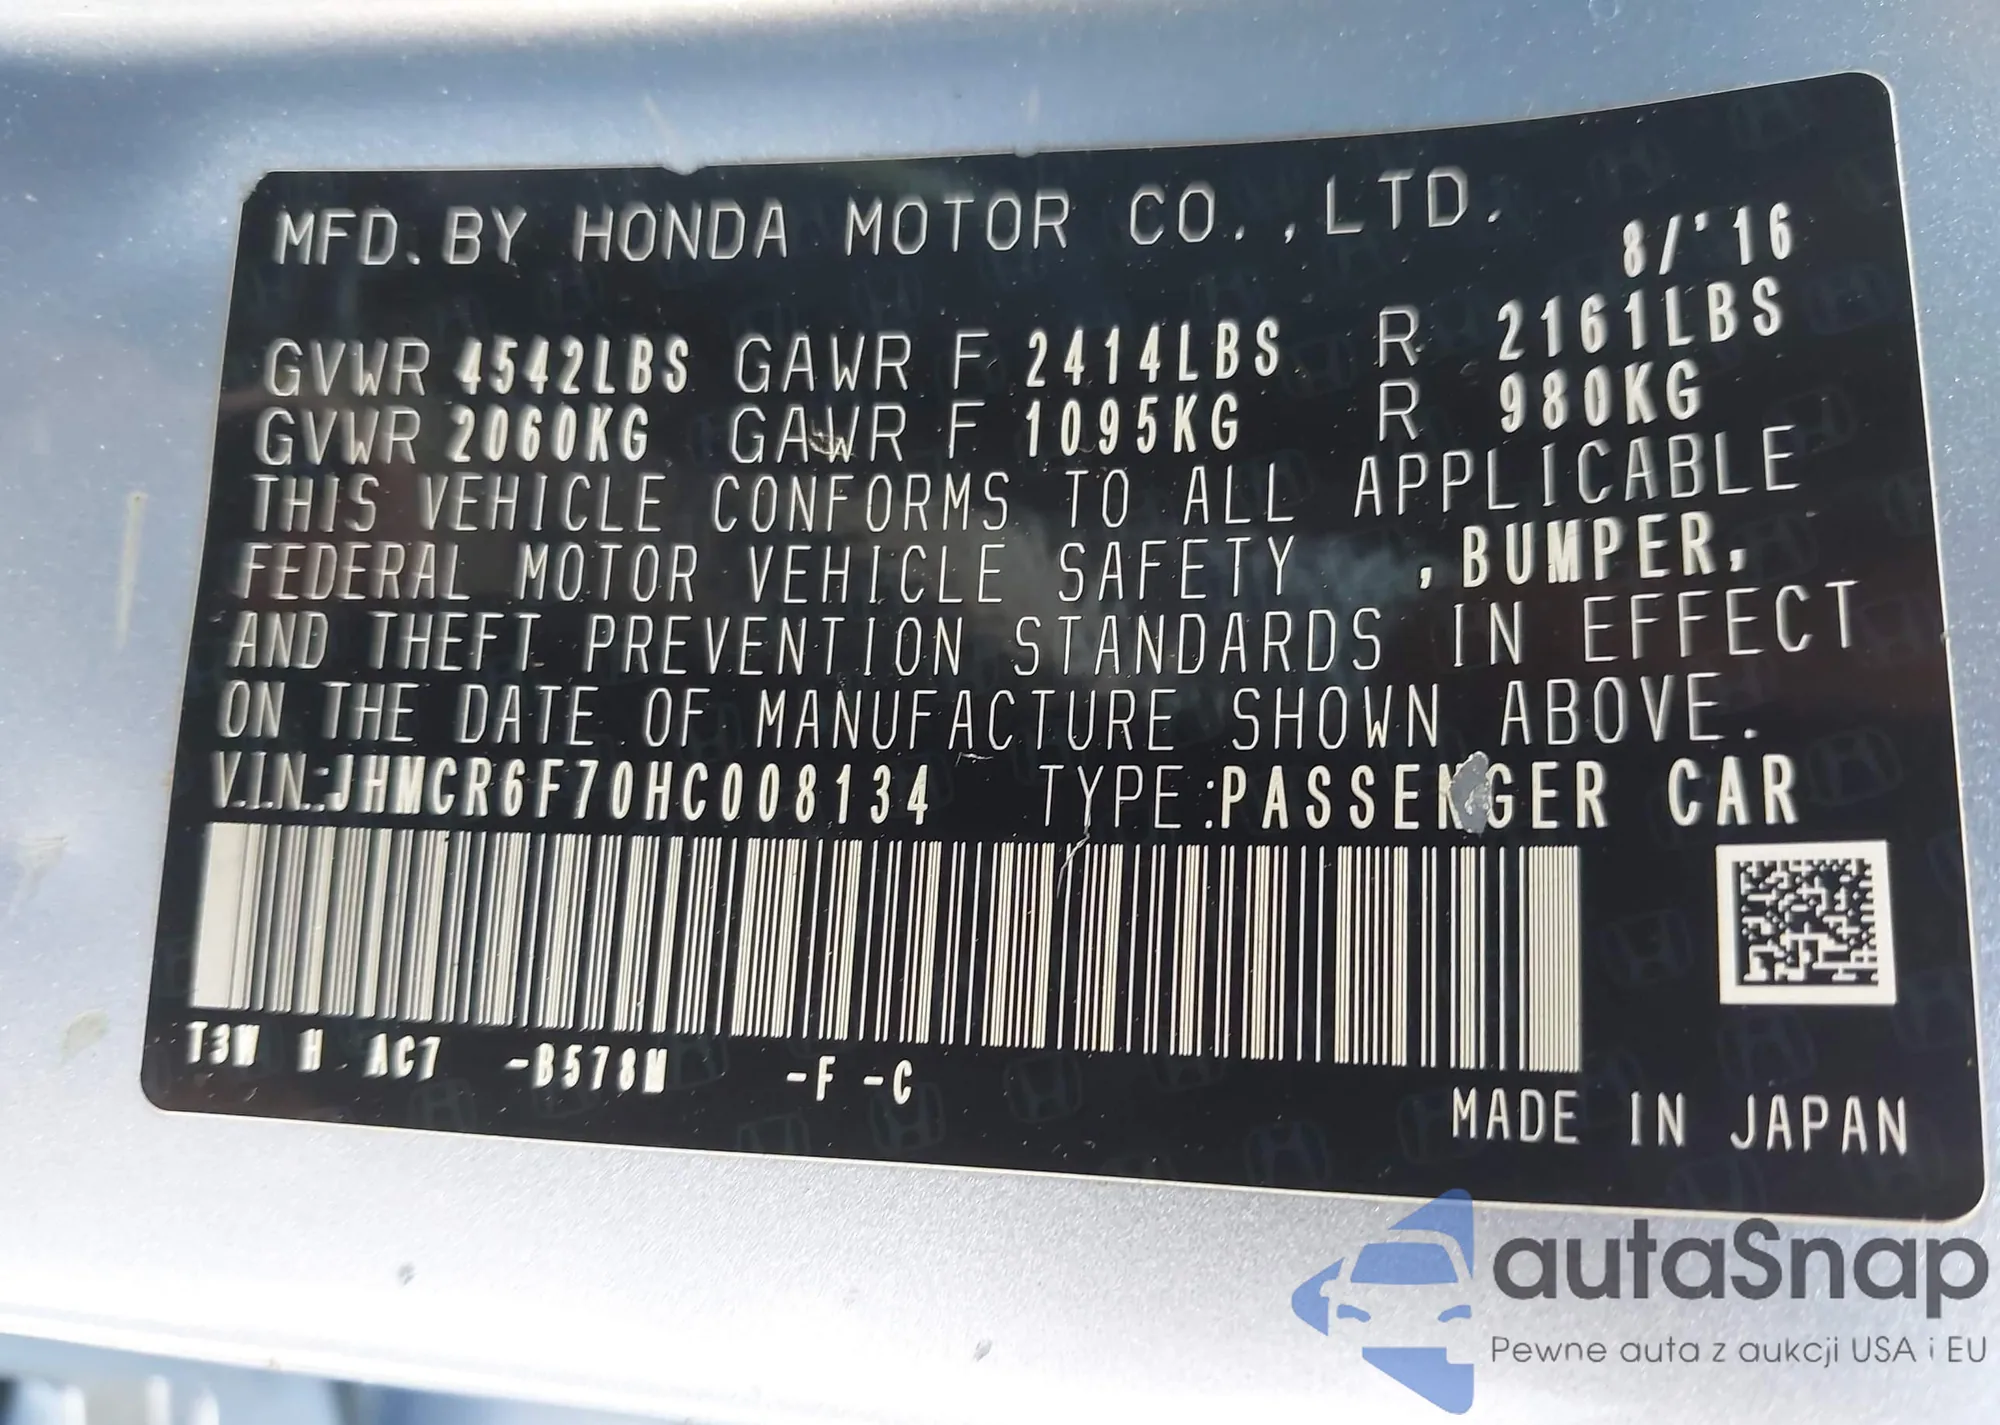 MFD. BY HONDA MOTOR CO.,LTD. 8/'16
GVWR 4542LBS GAWR F 2414LBS R 2161LBS
GVWR 2060KG GAWR F 1095KG R 980KG
THIS VEHICLE CONFORMS TO ALL APPLICABLE
FEDERAL MOTOR VEHICLE SAFETY , BUMPER,
AND THEFT PREVENTION STANDARDS IN EFFECT
ON THE DATE OF MANUFACTURE SHOWN ABOVE.
V.I.N.:JHMCR6F70HC008134 TYPE:PASSENGER CAR
T3W H AC7 -B578M -F -C
MADE IN JAPAN
autaSnap
Pewne auta z aukcji USA i EU